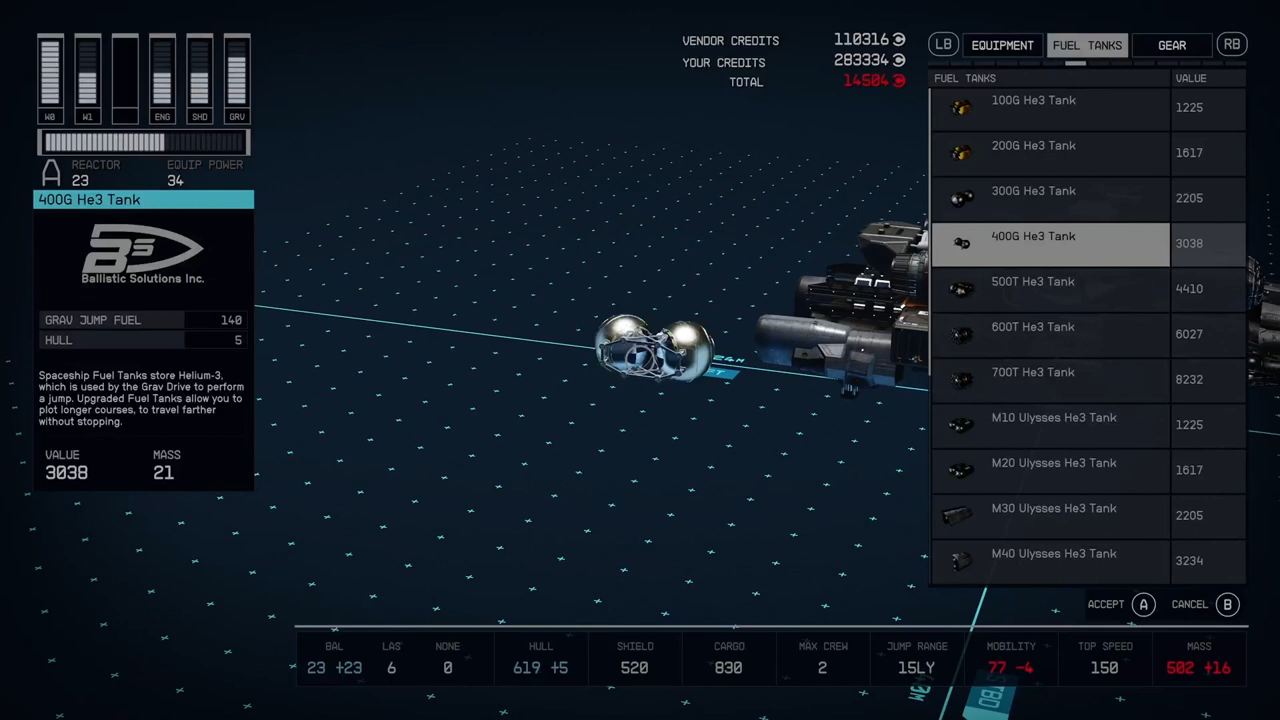 VENDOR CREDITS 110316
YOUR CREDITS 283334
TOTAL 14504
LB EQUIPMENT FUEL TANKS GEAR RB
W0 W1 ENG SHD GRV
A REACTOR 23 EQUIP POWER 34
400G He3 Tank
BS
Ballistic Solutions Inc.
GRAV JUMP FUEL 140
HULL 5
Spaceship Fuel Tanks store Helium-3,
which is used by the Grav Drive to perform
a jump. Upgraded Fuel Tanks allow you to
plot longer courses, to travel farther
without stopping.
VALUE MASS
3038 21
FUEL TANKS VALUE
100G He3 Tank 1225
200G He3 Tank 1617
300G He3 Tank 2205
400G He3 Tank 3038
500T He3 Tank 4410
600T He3 Tank 6027
700T He3 Tank 8232
M10 Ulysses He3 Tank 1225
M20 Ulysses He3 Tank 1617
M30 Ulysses He3 Tank 2205
M40 Ulysses He3 Tank 3234
ACCEPT A CANCEL B
BAL LAS NONE HULL SHIELD CARGO MAX CREW JUMP RANGE MOBILITY TOP SPEED MASS
23 +23 6 0 619 +5 520 830 2 15LY 77 -4 150 502 +16
40M STBD